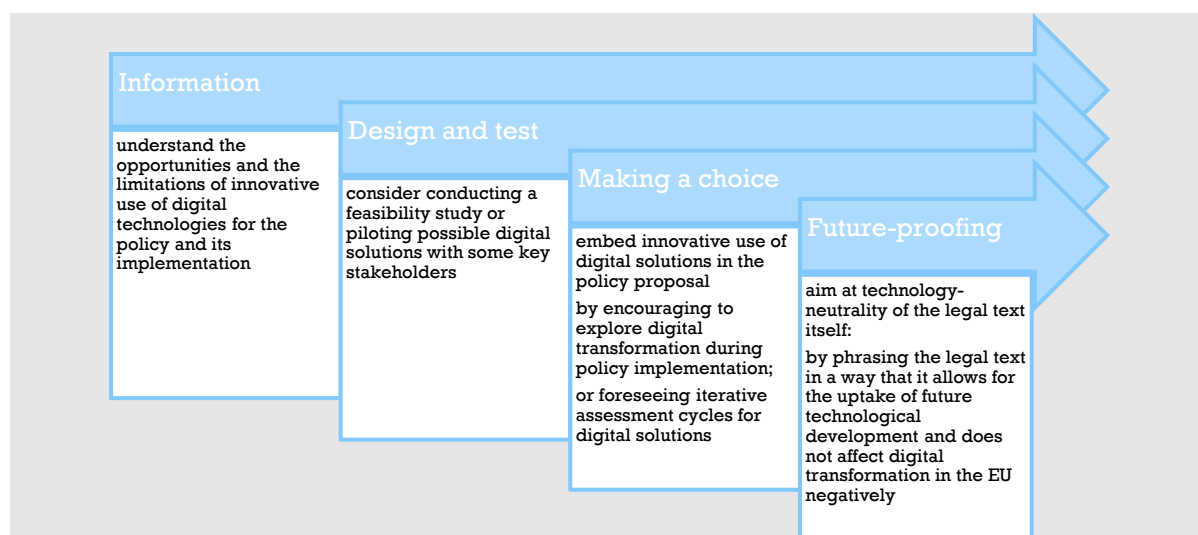 Information
understand the
opportunities and the
limitations of innovative
use of digital
technologies for the
policy and its
implementation
Design and test
consider conducting a
feasibility study or
piloting possible digital
solutions with some key
stakeholders
Making a choice
embed innovative use of
digital solutions in the
policy proposal
by encouraging to
explore digital
transformation during
policy implementation;
or foreseeing iterative
assessment cycles for
digital solutions
Future-proofing
aim at technology-
neutrality of the legal text
itself:
by phrasing the legal text
in a way that it allows for
the uptake of future
technological
development and does
not affect digital
transformation in the EU
negatively